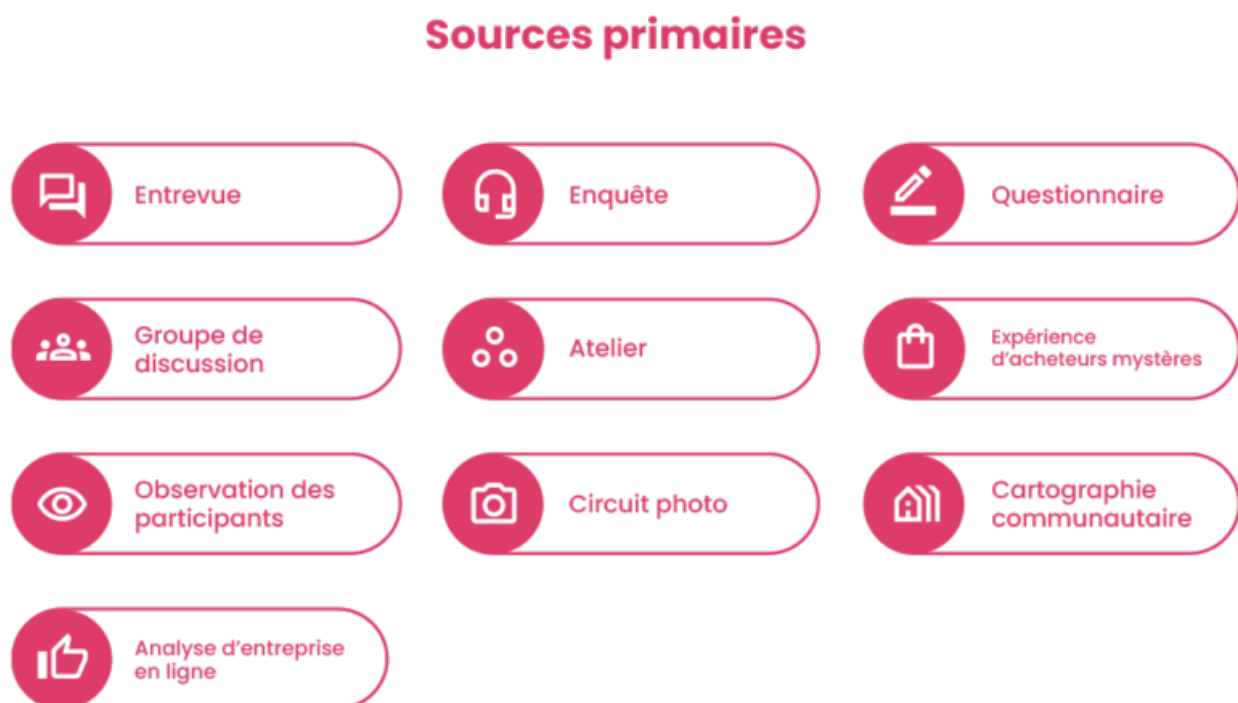 Sources primaires
Entrevue
Enquête
Questionnaire
Groupe de
discussion
Atelier
Expérience
d'acheteurs mystères
Observation des
participants
Circuit photo
Cartographie
communautaire
Analyse d'entreprise
en ligne